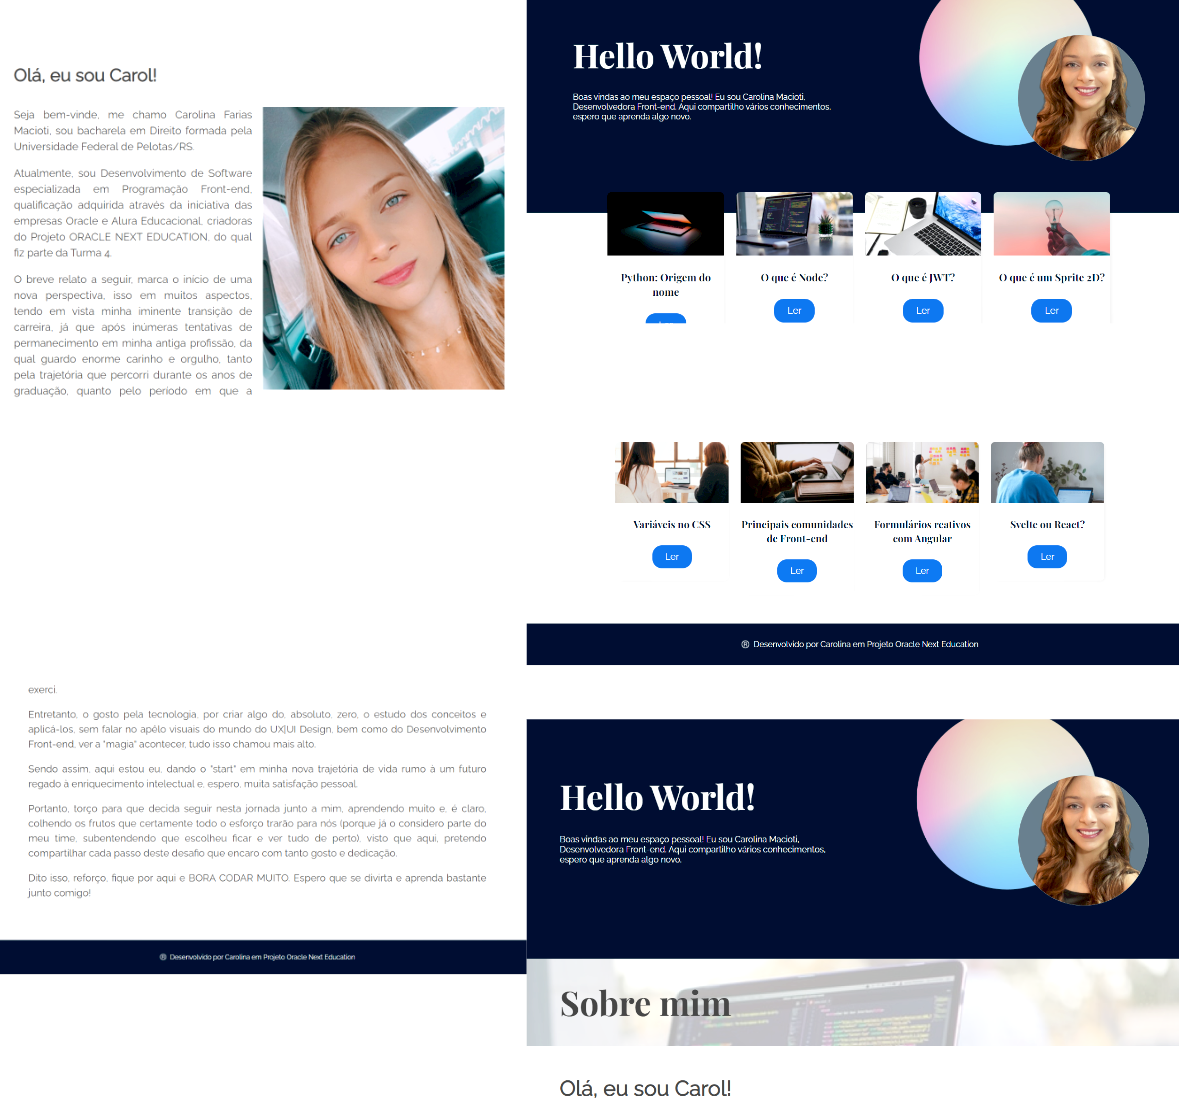 Olá, eu sou Carol!
Seja bem-vinde, me chamo Carolina Farias
Macioti, sou bacharela em Direito formada pela
Universidade Federal de Pelotas/RS.
Atualmente, sou Desenvolvimento de Software
especializada em Programação Front-end,
qualificação adquirida através da iniciativa das
empresas Oracle e Alura Educacional, criadoras
do Projeto ORACLE NEXT EDUCATION, do qual
fiz parte da Turma 4.
O breve relato a seguir, marca o início de uma
nova perspectiva, isso em muitos aspectos,
tendo em vista minha iminente transição de
carreira, já que após inúmeras tentativas de
permanecimento em minha antiga profissão, da
qual guardo enorme carinho e orgulho, tanto
pela trajetória que percorri durante os anos de
graduação, quanto pelo período em que a
exerci.
Entretanto, o gosto pela tecnologia, por criar algo do, absoluto, zero, o estudo dos conceitos e
aplicá-los, sem falar no apêlo visuais do mundo do UX|UI Design, bem como do Desenvolvimento
Front-end, ver a "magia" acontecer, tudo isso chamou mais alto.
Sendo assim, aqui estou eu, dando o "start" em minha nova trajetória de vida rumo à um futuro
regado à enriquecimento intelectual e, espero, muita satisfação pessoal.
Portanto, torço para que decida seguir nesta jornada junto a mim, aprendendo muito e, é claro,
colhendo os frutos que certamente todo o esforço trarão para nós (porque já o considero parte do
meu time, subentendendo que escolheu ficar e ver tudo de perto), visto que aqui, pretendo
compartilhar cada passo deste desafio que encaro com tanto gosto e dedicação.
Dito isso, reforço, fique por aqui e BORA CODAR MUITO. Espero que se divirta e aprenda bastante
junto comigo!
® Desenvolvido por Carolina em Projeto Oracle Next Education
Hello World!
Boas vindas ao meu espaço pessoal! Eu sou Carolina Macioti,
Desenvolvedora Front-end. Aqui compartilho vários conhecimentos,
espero que aprenda algo novo.
Python: Origem do
nome
O que é Node?
Ler
O que é JWT?
Ler
O que é um Sprite 2D?
Ler
Variáveis no CSS
Ler
Principais comunidades
de Front-end
Ler
Formulários reativos
com Angular
Ler
Svelte ou React?
Ler
® Desenvolvido por Carolina em Projeto Oracle Next Education
Hello World!
Boas vindas ao meu espaço pessoal! Eu sou Carolina Macioti,
Desenvolvedora Front-end. Aqui compartilho vários conhecimentos,
espero que aprenda algo novo.
Sobre mim
Olá, eu sou Carol!